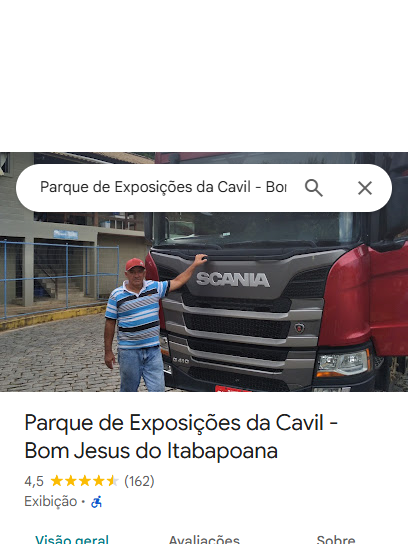 Parque de Exposições da Cavil - Bom
SCANIA
Parque de Exposições da Cavil -
Bom Jesus do Itabapoana
4,5 (162)
Exibição ·
Visão geral Avaliações Sobre